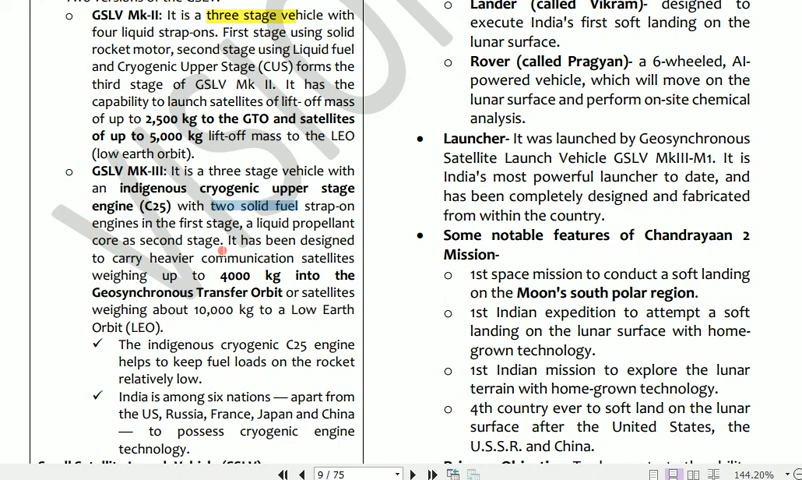 GSLV Mk-II: It is a three stage vehicle with
four liquid strap-ons. First stage using solid
rocket motor, second stage using Liquid fuel
and Cryogenic Upper Stage (CUS) forms the
third stage of GSLV Mk II. It has the
capability to launch satellites of lift-off mass
of up to 2,500 kg to the GTO and satellites
of up to 5,000 kg lift-off mass to the LEO
(low earth orbit).
GSLV MK-III: It is a three stage vehicle with
an indigenous cryogenic upper stage
engine (C25) with two solid fuel strap-on
engines in the first stage, a liquid propellant
core as second stage. It has been designed
to carry heavier communication satellites
weighing up to 4000 kg into the
Geosynchronous Transfer Orbit or satellites
weighing about 10,000 kg to a Low Earth
Orbit (LEO).
✓ The indigenous cryogenic C25 engine
helps to keep fuel loads on the rocket
relatively low.
✓ India is among six nations — apart from
the US, Russia, France, Japan and China
— to possess cryogenic engine
technology.
Lander (called Vikram)- designed to
execute India's first soft landing on the
lunar surface.
Rover (called Pragyan)- a 6-wheeled, AI-
powered vehicle, which will move on the
lunar surface and perform on-site chemical
analysis.
Launcher- It was launched by Geosynchronous
Satellite Launch Vehicle GSLV MkIII-M1. It is
India's most powerful launcher to date, and
has been completely designed and fabricated
from within the country.
Some notable features of Chandrayaan 2
Mission-
1st space mission to conduct a soft landing
on the Moon's south polar region.
1st Indian expedition to attempt a soft
landing on the lunar surface with home-
grown technology.
1st Indian mission to explore the lunar
terrain with home-grown technology.
4th country ever to soft land on the lunar
surface after the United States, the
U.S.S.R. and China.
9 / 75
144.20%
VISION